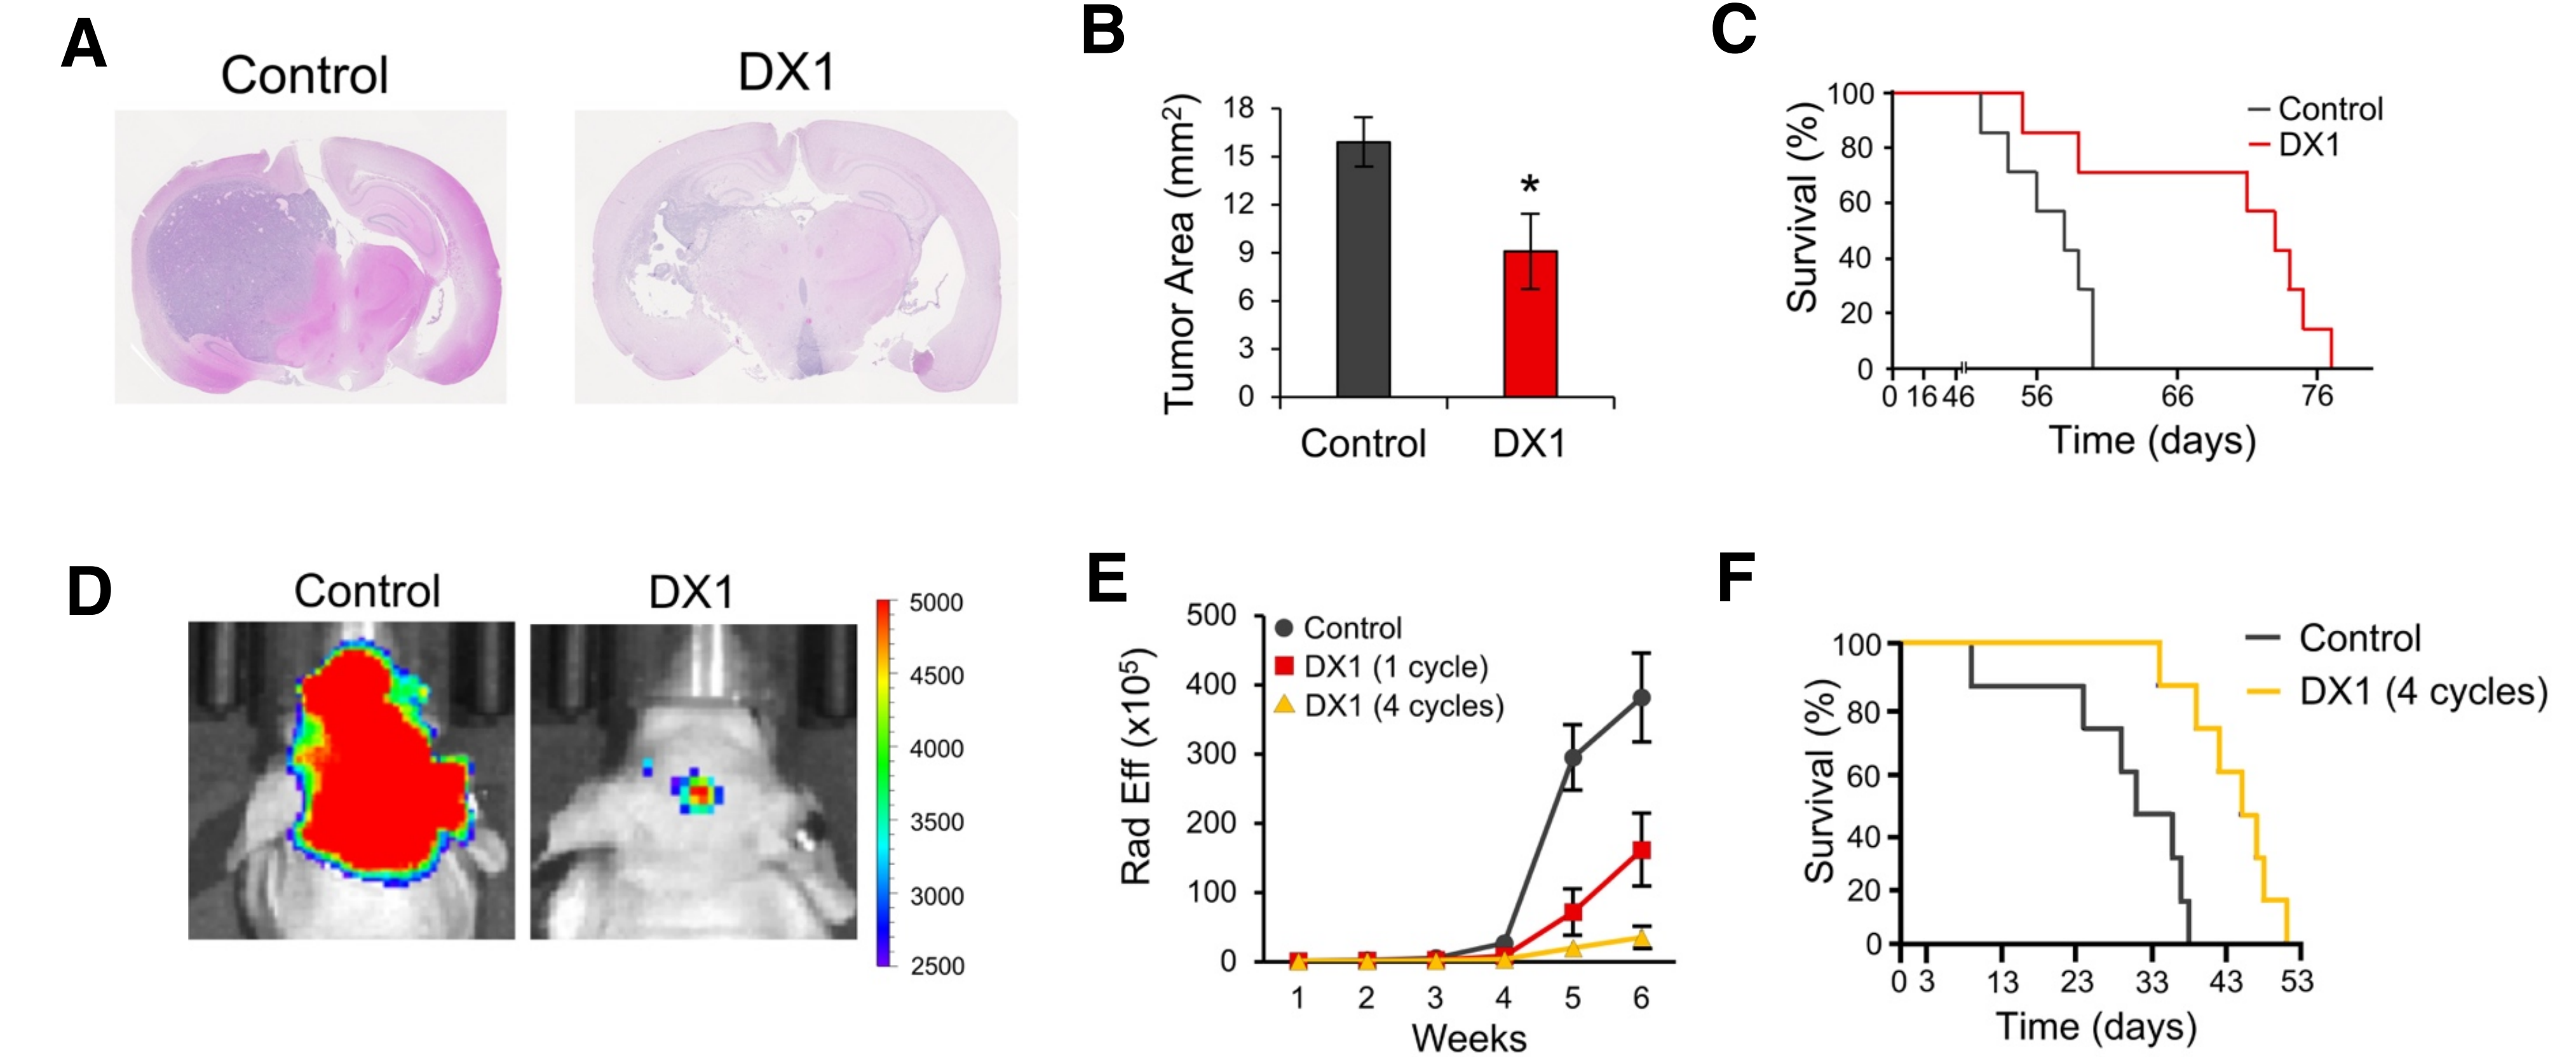 A
Control
DX1
B
Tumor Area (mm²)
18
15
12
9
6
3
0
*
Control
DX1
C
Survival (%)
100
80
60
40
20
0
Control
DX1
0 16 46 56 66 76
Time (days)
D
Control
DX1
5000
4500
4000
3500
3000
2500
E
Rad Eff (x10⁵)
500
400
300
200
100
0
Control
DX1 (1 cycle)
DX1 (4 cycles)
1 2 3 4 5 6
Weeks
F
Survival (%)
100
80
60
40
20
0
Control
DX1 (4 cycles)
0 3 13 23 33 43 53
Time (days)